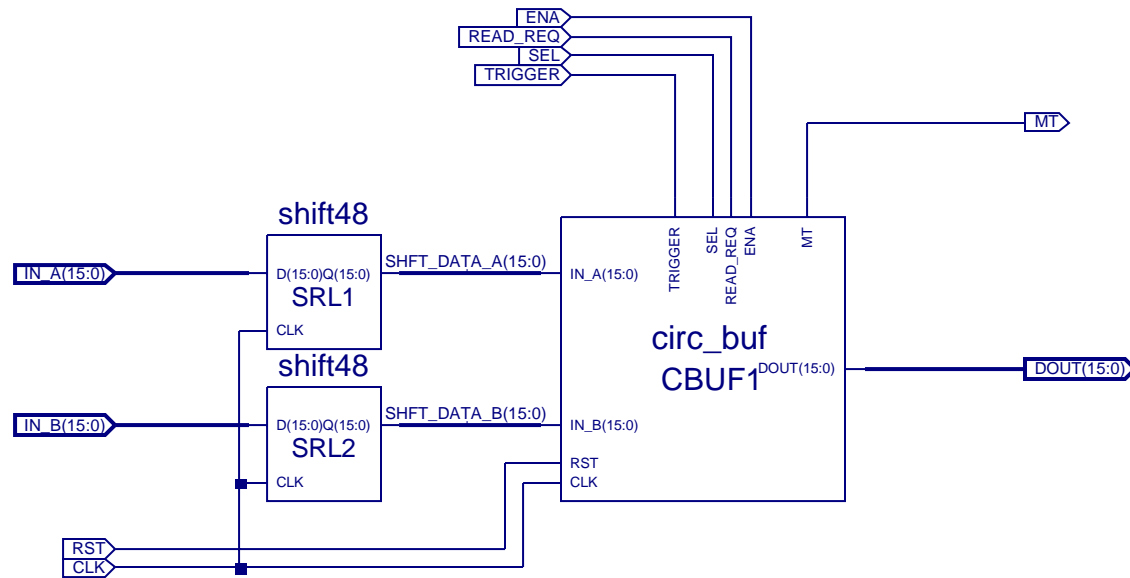 ENA
READ_REQ
SEL
TRIGGER
MT
TRIGGER
SEL
READ_REQ
ENA
MT
shift48
IN_A(15:0)
D(15:0)Q(15:0)
SRL1
CLK
SHFT_DATA_A(15:0)
IN_A(15:0)
circ_buf
CBUF1
DOUT(15:0)
DOUT(15:0)
shift48
IN_B(15:0)
D(15:0)Q(15:0)
SRL2
CLK
SHFT_DATA_B(15:0)
IN_B(15:0)
RST
CLK
RST
CLK